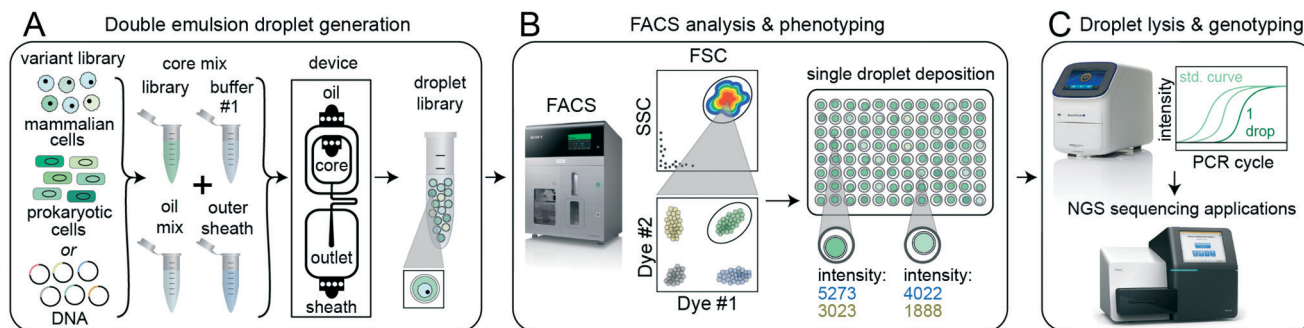 A
Double emulsion droplet generation
variant library
mammalian
cells
prokaryotic
cells
or
DNA
core mix
library
buffer
#1
+
oil
mix
outer
sheath
device
oil
core
outlet
sheath
droplet
library
B
FACS analysis & phenotyping
FACS
SONY
FSC
SSC
Dye #2
Dye #1
single droplet deposition
intensity:
5273
3023
intensity:
4022
1888
C
Droplet lysis & genotyping
std. curve
intensity
1
drop
PCR cycle
NGS sequencing applications